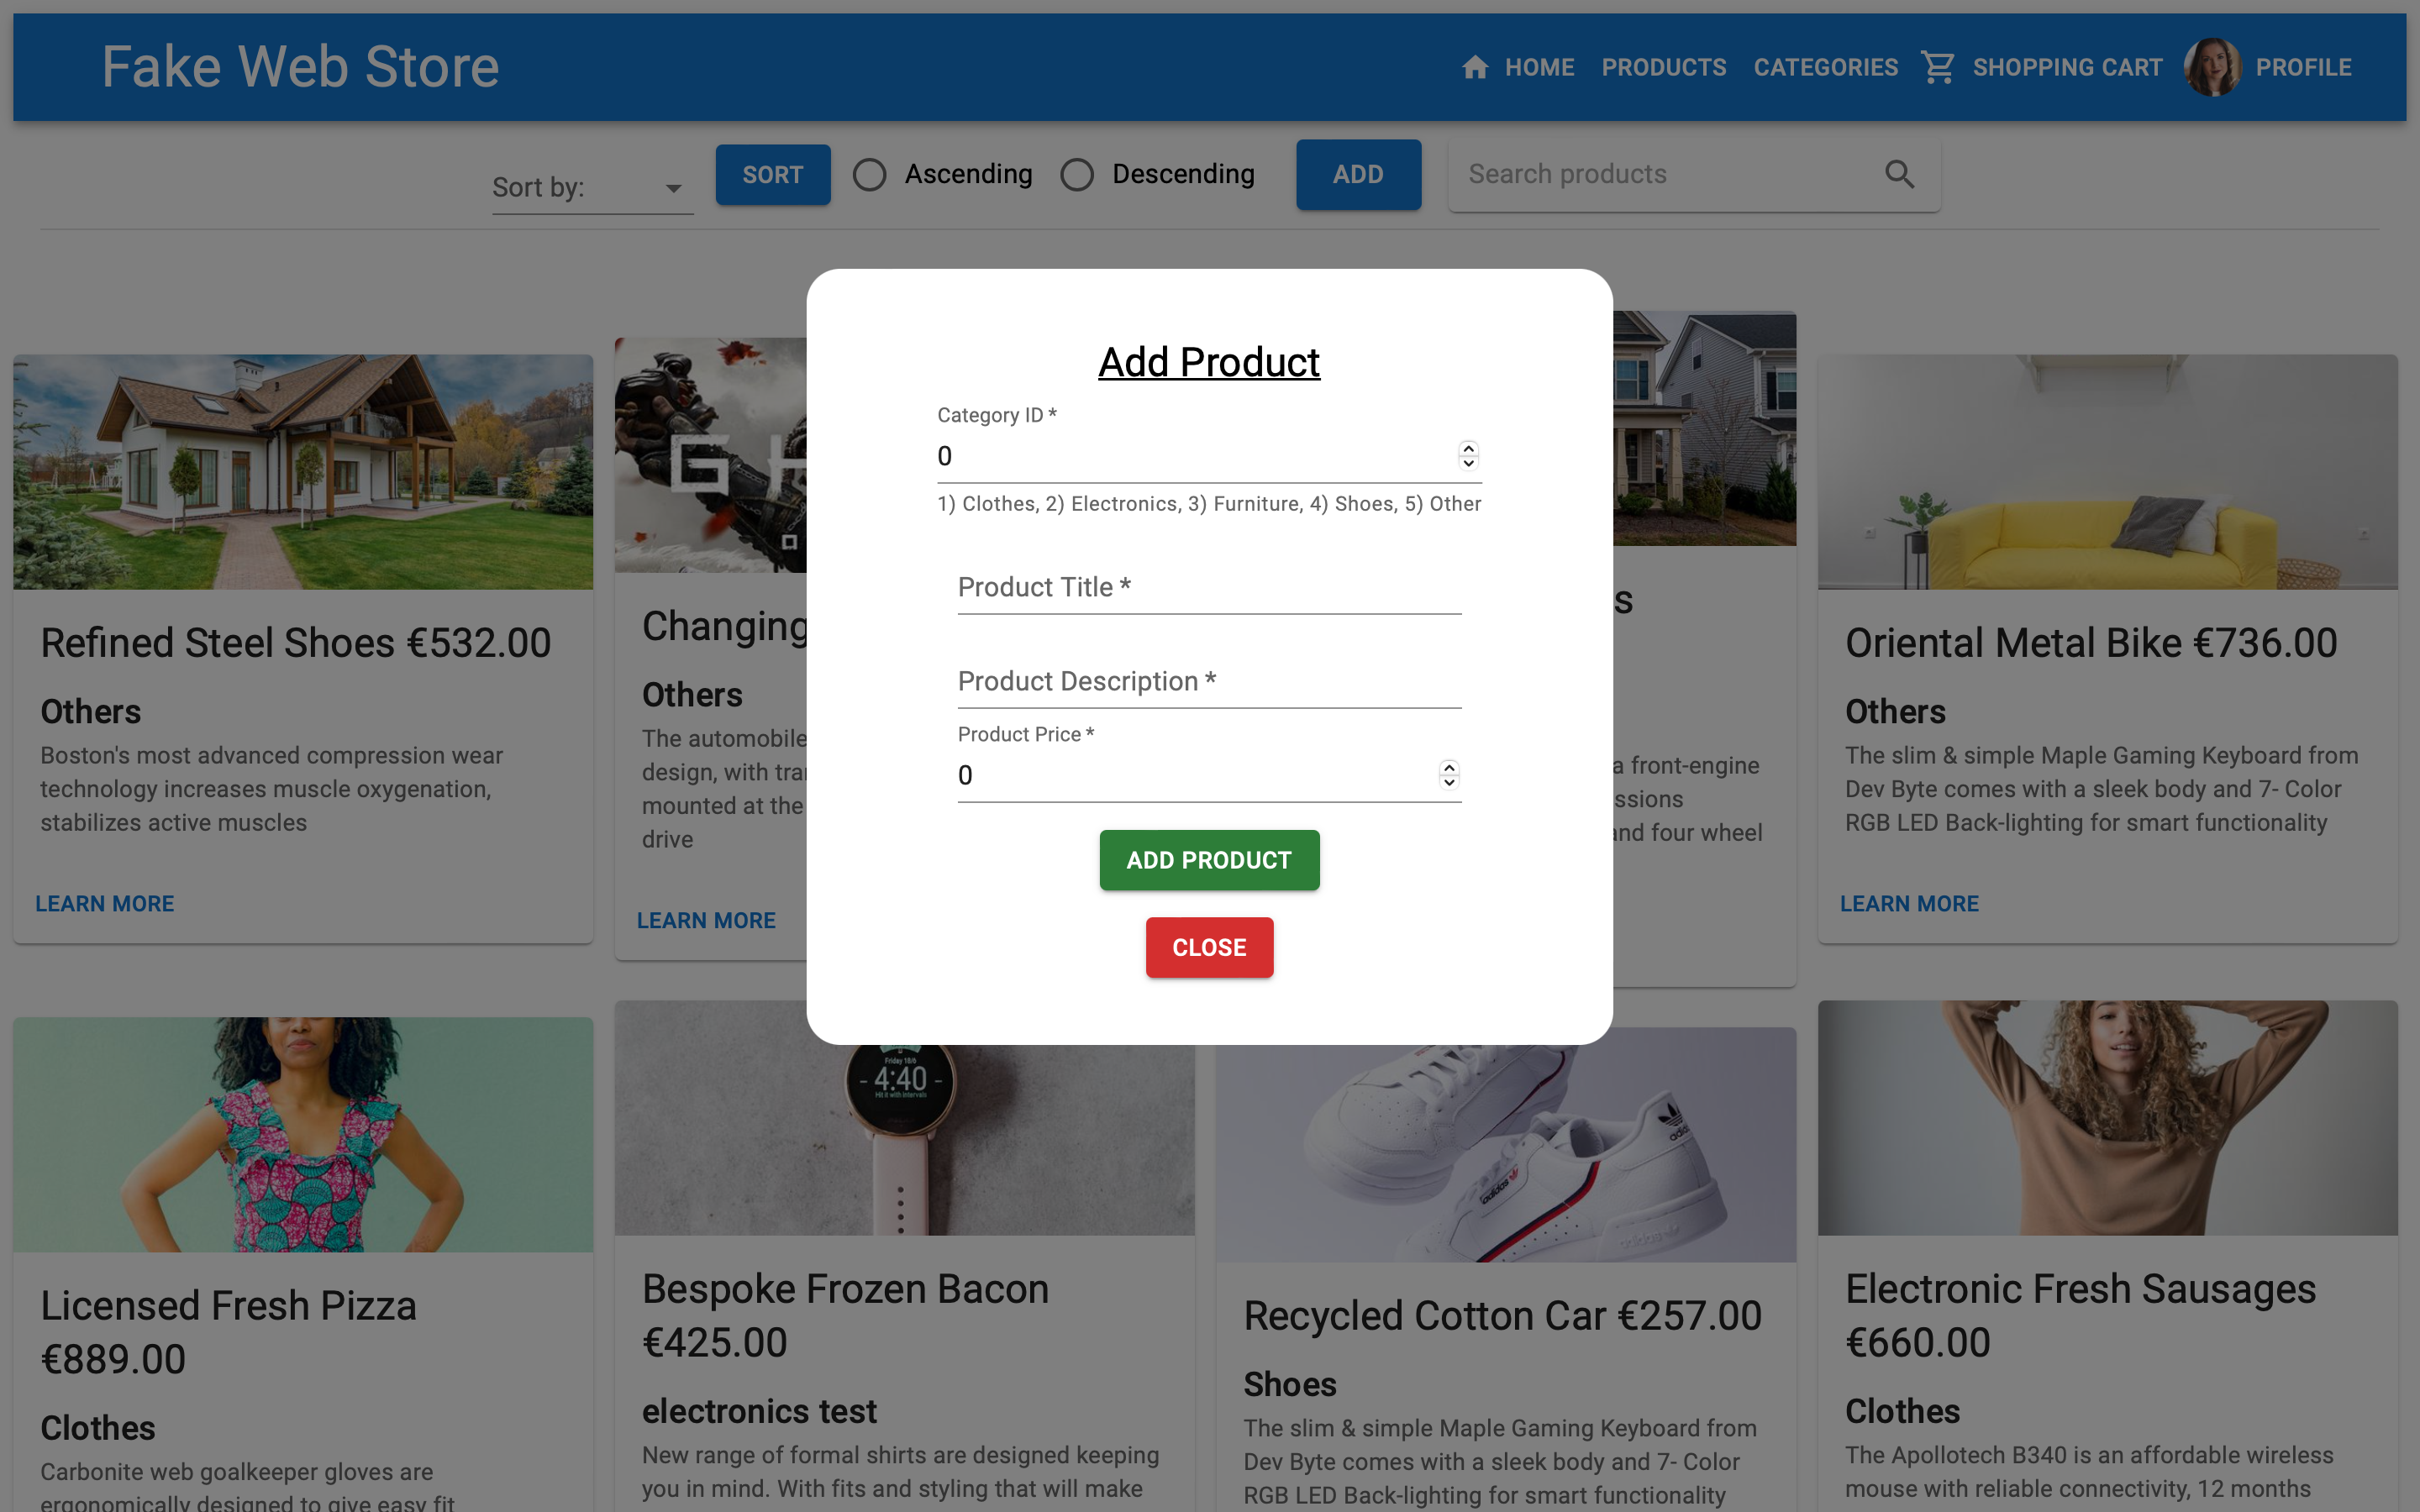 Fake Web Store
HOME PRODUCTS CATEGORIES SHOPPING CART PROFILE
Sort by: SORT Ascending Descending ADD Search products
Add Product
Category ID *
0
1) Clothes, 2) Electronics, 3) Furniture, 4) Shoes, 5) Other
Product Title *
Product Description *
Product Price *
0
ADD PRODUCT
CLOSE
Refined Steel Shoes €532.00
Others
Boston's most advanced compression wear
technology increases muscle oxygenation,
stabilizes active muscles
LEARN MORE
G H
Changing
Others
The automobile
design, with tra
mounted at the
drive
LEARN MORE
s
a front-engine
ssions
and four wheel
Oriental Metal Bike €736.00
Others
The slim & simple Maple Gaming Keyboard from
Dev Byte comes with a sleek body and 7- Color
RGB LED Back-lighting for smart functionality
LEARN MORE
Licensed Fresh Pizza
€889.00
Clothes
Carbonite web goalkeeper gloves are
ergonomically designed to give easy fit
Friday 18/6
- 4:40 -
Hit it with intervals
Bespoke Frozen Bacon
€425.00
electronics test
New range of formal shirts are designed keeping
you in mind. With fits and styling that will make
adidas
adidas
Recycled Cotton Car €257.00
Shoes
The slim & simple Maple Gaming Keyboard from
Dev Byte comes with a sleek body and 7- Color
RGB LED Back-lighting for smart functionality
Electronic Fresh Sausages
€660.00
Clothes
The Apollotech B340 is an affordable wireless
mouse with reliable connectivity, 12 months